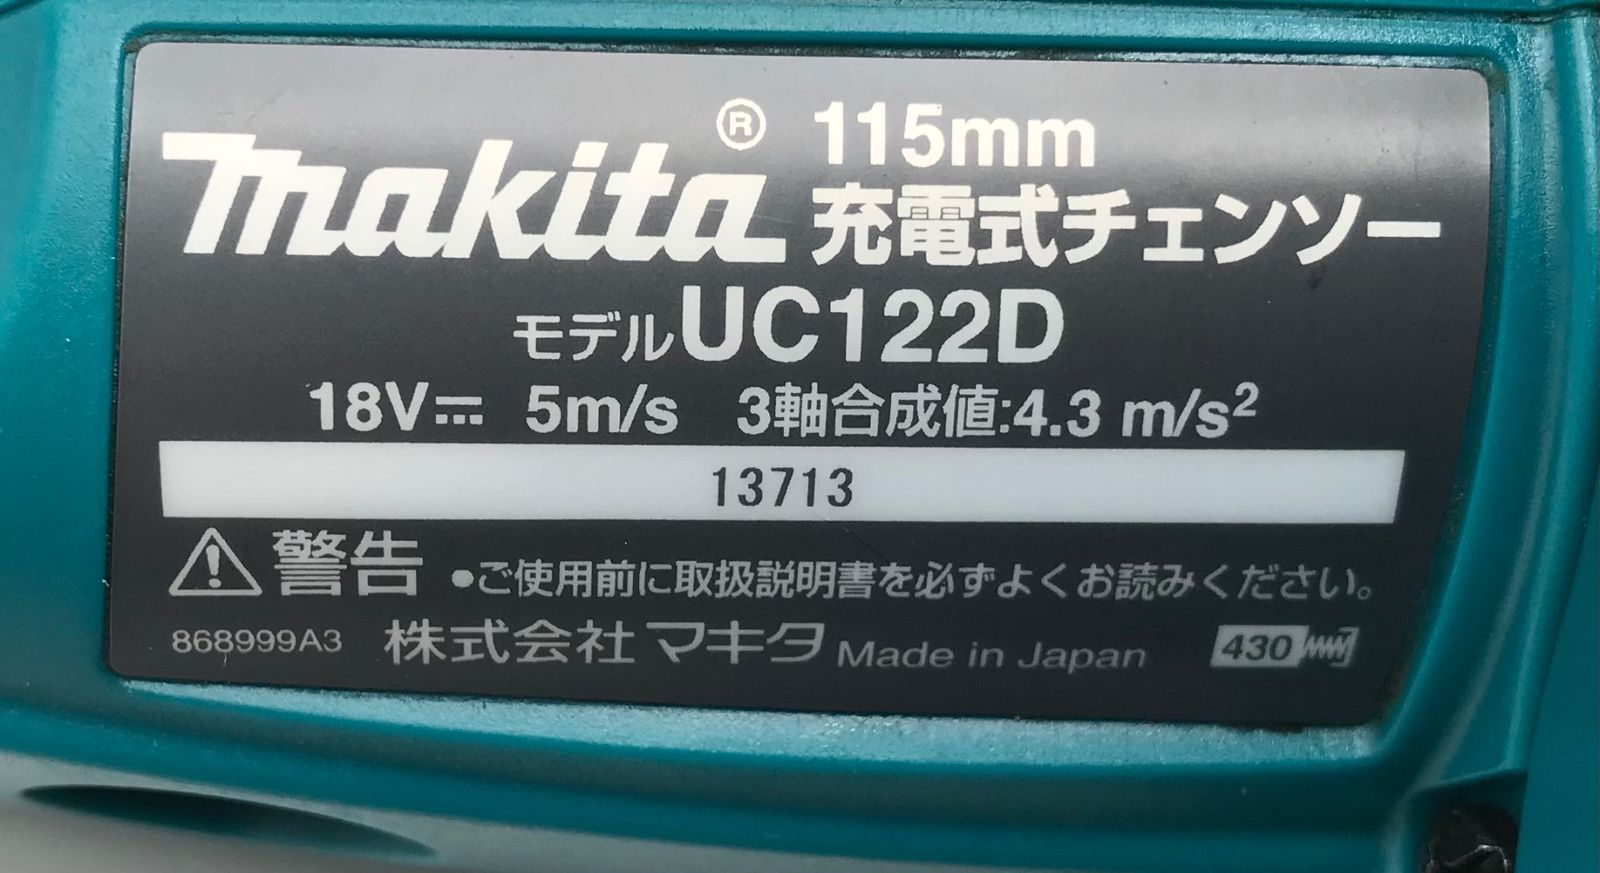 makita® 115mm
充電式チェンソー
モデルUC122D
18V⎓ 5m/s 3軸合成値:4.3 m/s²
13713
⚠警告 ●ご使用前に取扱説明書を必ずよくお読みください。
868999A3 株式会社マキタ Made in Japan 430